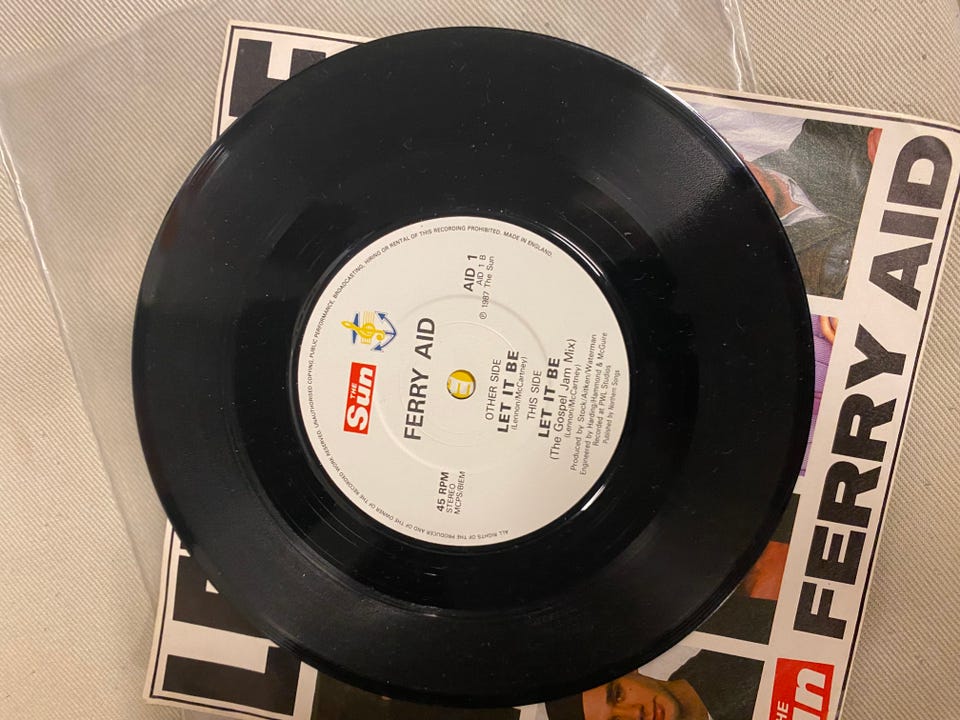 ALL RIGHTS OF THE PRODUCER AND OF THE OWNER OF THE RECORDED WORK RESERVED. UNAUTHORISED COPYING, PUBLIC PERFORMANCE, BROADCASTING, HIRING OR RENTAL OF THIS RECORDING PROHIBITED. MADE IN ENGLAND.
THE
Sun
FERRY AID
45 RPM
STEREO
MCPS/BIEM
AID 1
AID 1 B
℗ 1987 The Sun
OTHER SIDE
LET IT BE
(Lennon/McCartney)
THIS SIDE
LET IT BE
(The Gospel Jam Mix)
(Lennon/McCartney)
Produced by Stock/Aitken/Waterman
Engineered by Harding/Hammond & McGuire
Recorded at PWL Studios
Published by Northern Songs
FERRY AID
THE